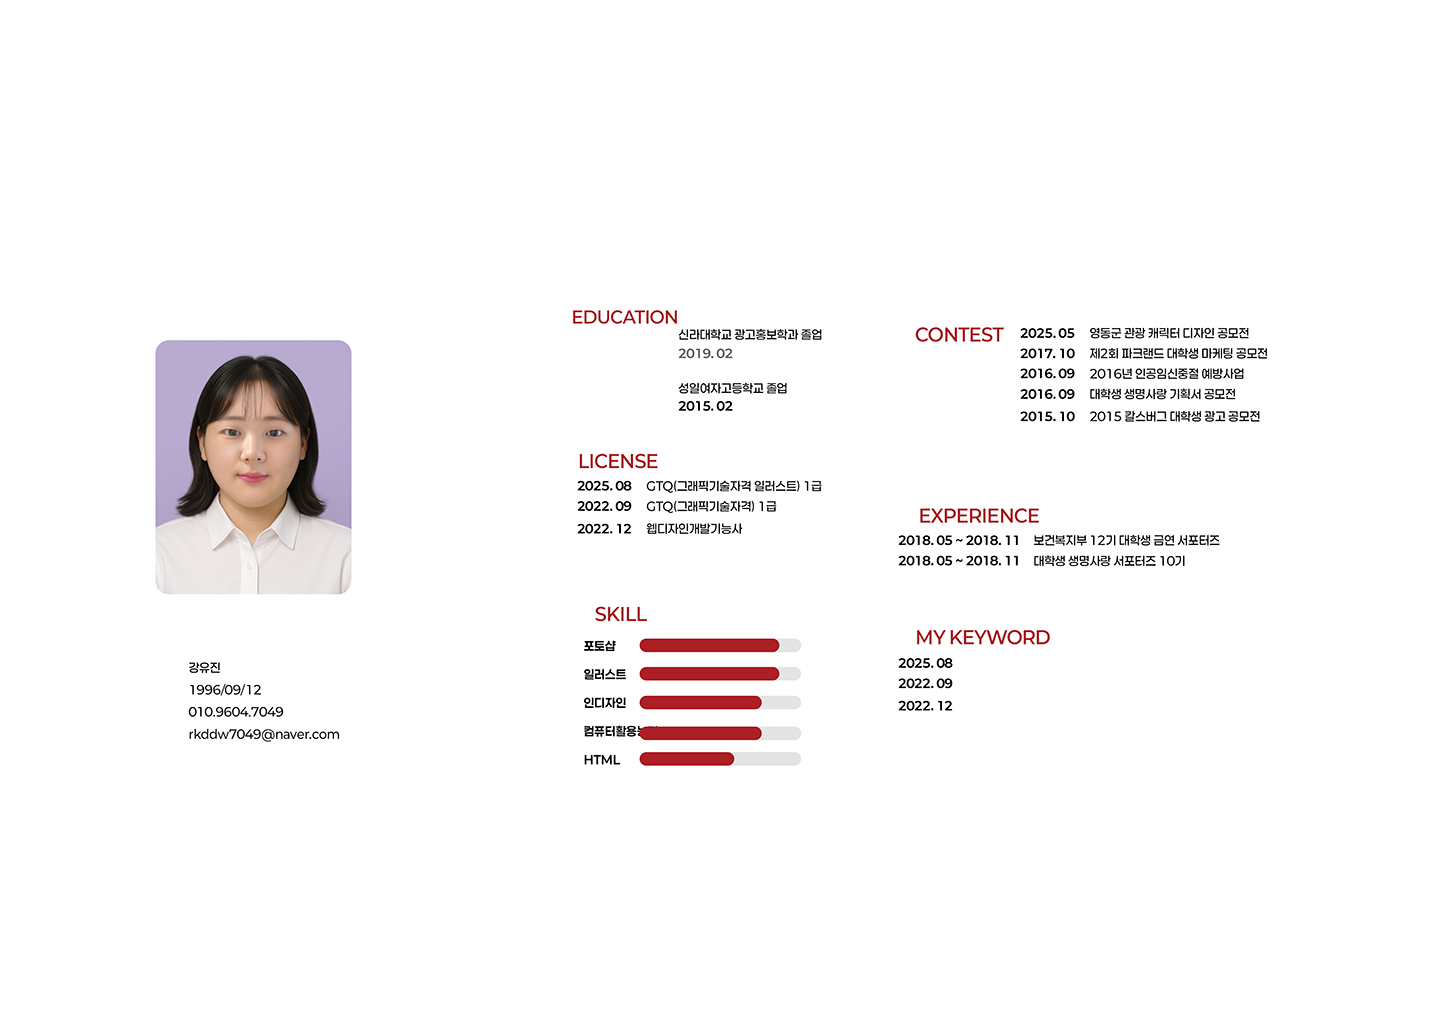 강유진
1996/09/12
010.9604.7049
rkddw7049@naver.com
EDUCATION
신라대학교 광고홍보학과 졸업
2019. 02
성일여자고등학교 졸업
2015. 02
LICENSE
2025. 08 GTQ(그래픽기술자격 일러스트) 1급
2022. 09 GTQ(그래픽기술자격) 1급
2022. 12 웹디자인개발기능사
SKILL
포토샵
일러스트
인디자인
컴퓨터활용
HTML
CONTEST
2025. 05 영동군 관광 캐릭터 디자인 공모전
2017. 10 제2회 파크랜드 대학생 마케팅 공모전
2016. 09 2016년 인공임신중절 예방사업
2016. 09 대학생 생명사랑 기획서 공모전
2015. 10 2015 칼스버그 대학생 광고 공모전
EXPERIENCE
2018. 05 ~ 2018. 11 보건복지부 12기 대학생 금연 서포터즈
2018. 05 ~ 2018. 11 대학생 생명사랑 서포터즈 10기
MY KEYWORD
2025. 08
2022. 09
2022. 12